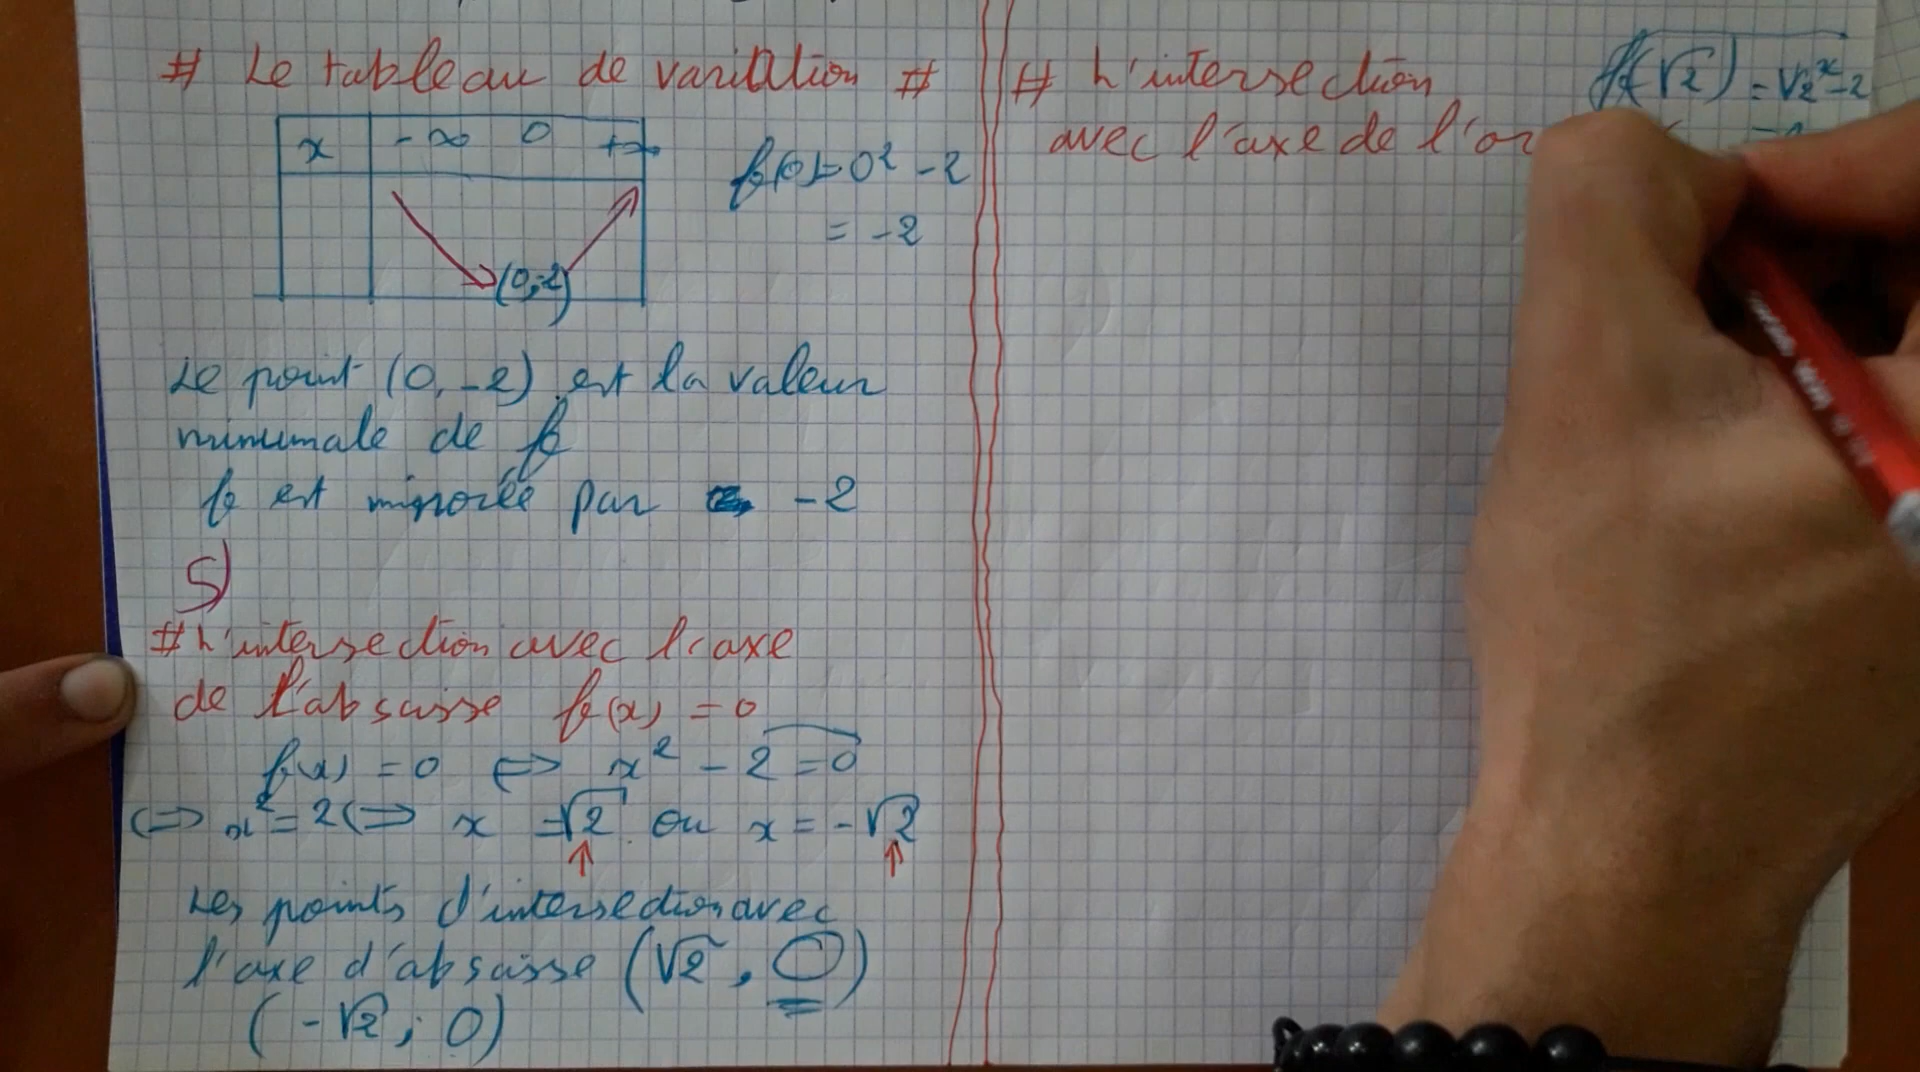 # Le tableau de variation #
x -∞ 0 +∞
(0,-2)
f(0)= 0² - 2
= -2
Le point (0, -2) est la valeur
minimale de f
f est minorée par -2
5)
# L'intersection avec l'axe
de l'absaisse f(x) = 0
f(x) = 0 ⟺ x² - 2 = 0
⟺ x² = 2 ⟺ x = √2 ou x = -√2
Les points d'intersection avec
l'axe d'absaisse (√2, 0)
(-√2; 0)
# L'intersection
avec l'axe de l'or
f(√2) = √2² - 2